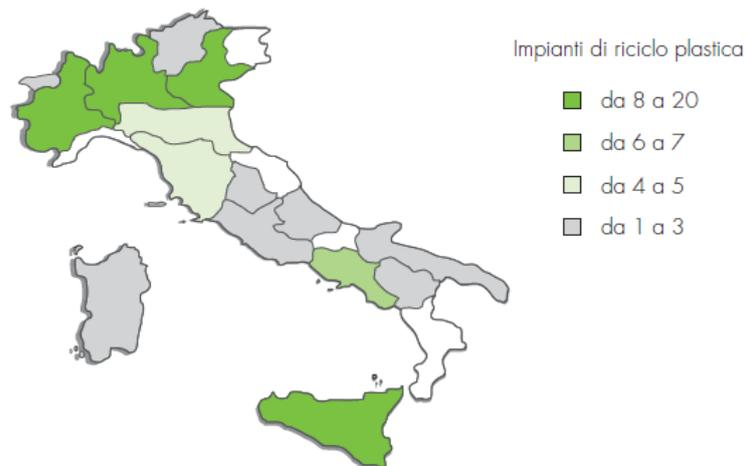 Impianti di riciclo plastica
da 8 a 20
da 6 a 7
da 4 a 5
da 1 a 3